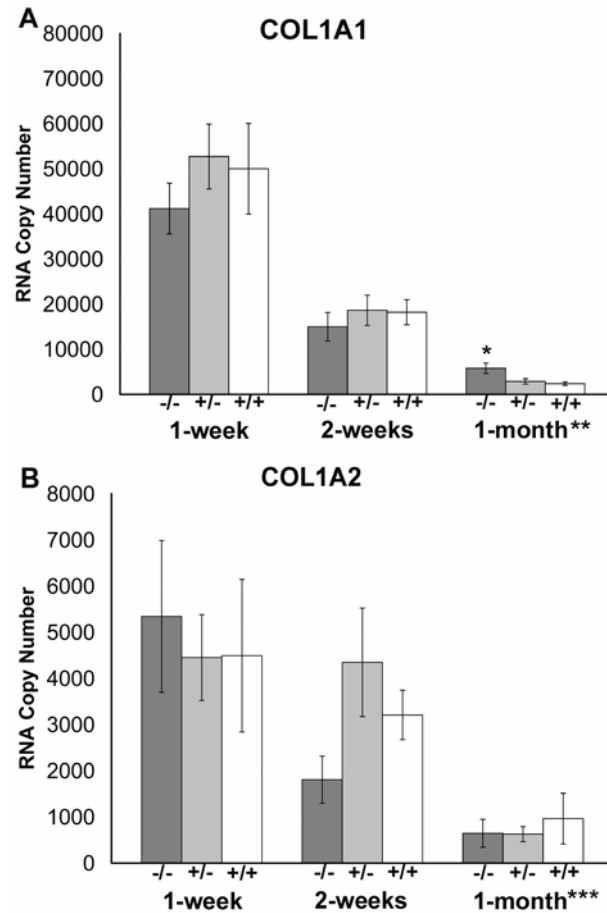 A
COL1A1
80000
70000
60000
50000
40000
30000
20000
10000
0
RNA Copy Number
*
-/- +/- +/+ -/- +/- +/+ -/- +/- +/+
1-week 2-weeks 1-month**
B
COL1A2
8000
7000
6000
5000
4000
3000
2000
1000
0
RNA Copy Number
-/- +/- +/+ -/- +/- +/+ -/- +/- +/+
1-week 2-weeks 1-month***